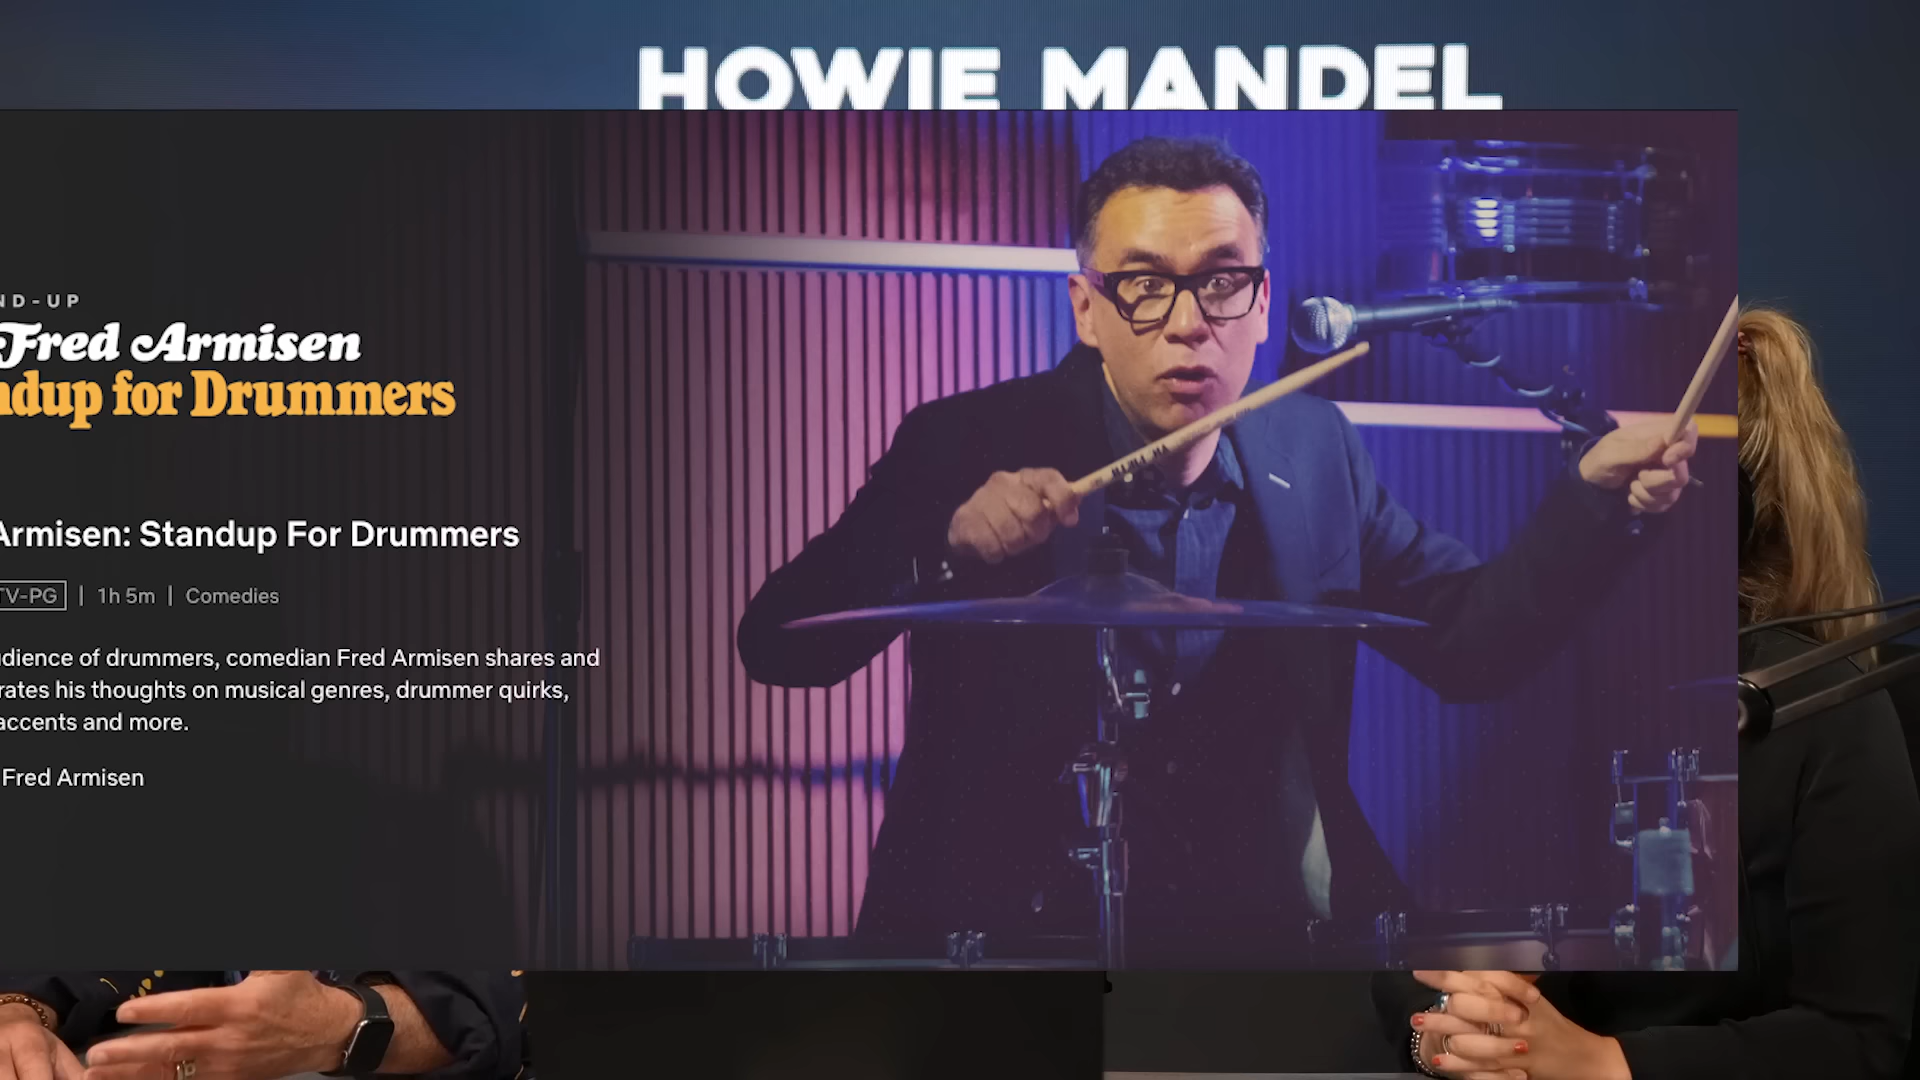 HOWIE MANDEL
ND-UP
Fred Armisen
ndup for Drummers
Armisen: Standup For Drummers
TV-PG | 1h 5m | Comedies
dience of drummers, comedian Fred Armisen shares and
rates his thoughts on musical genres, drummer quirks,
accents and more.
Fred Armisen